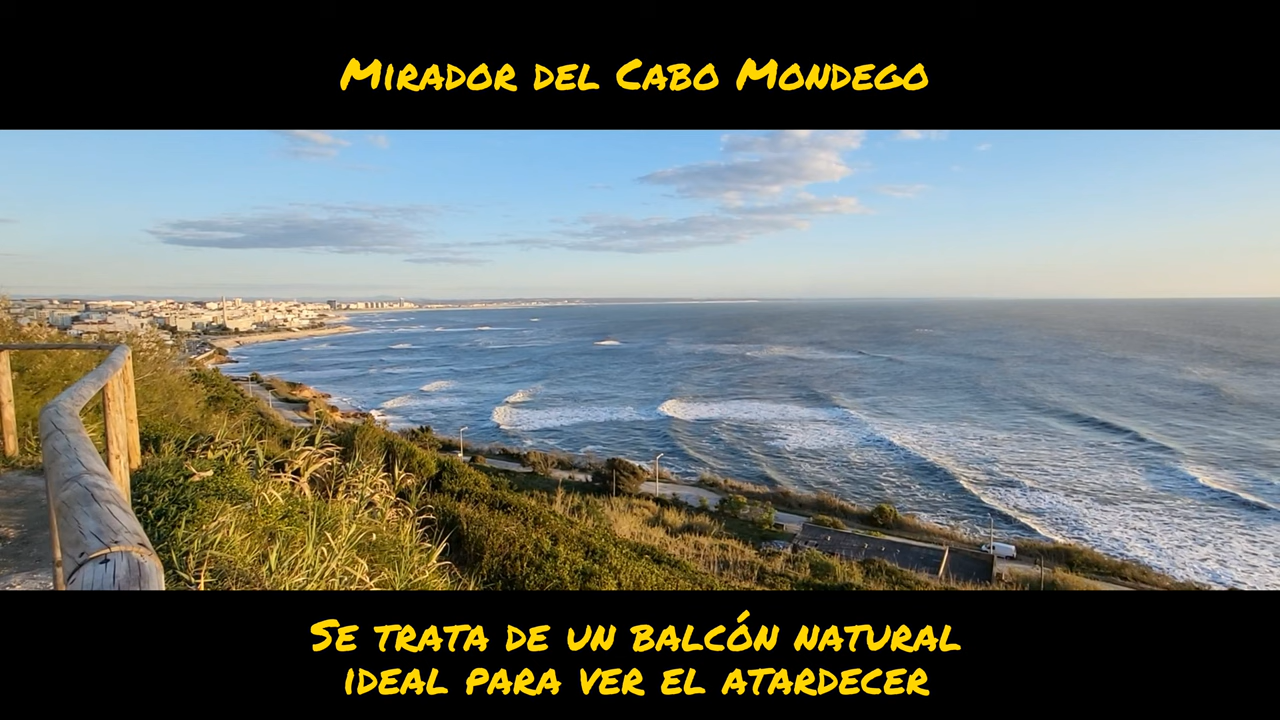 Mirador del Cabo Mondego
Se trata de un balcón natural
ideal para ver el atardecer